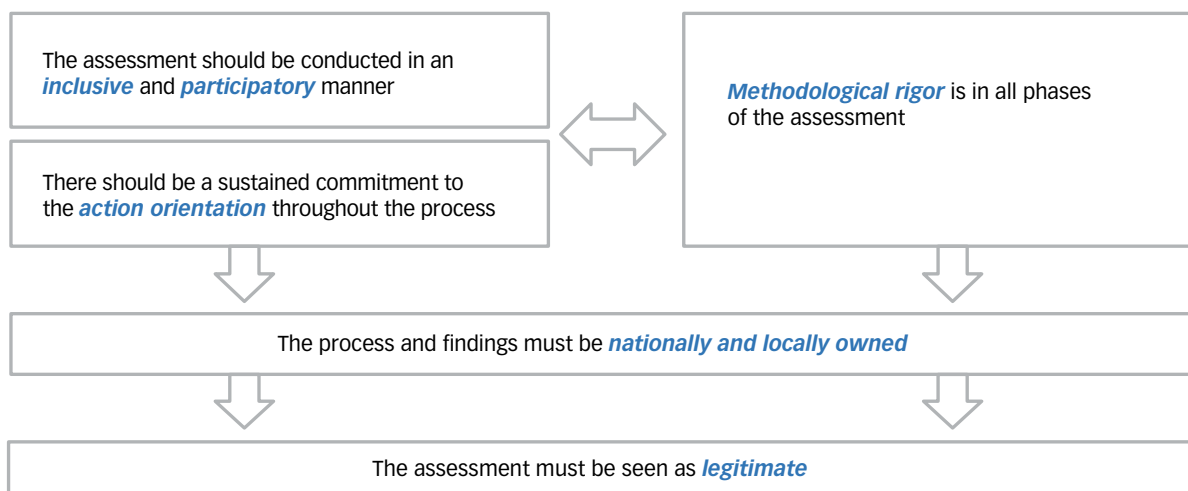 The assessment should be conducted in an
inclusive and participatory manner
There should be a sustained commitment to
the action orientation throughout the process
Methodological rigor is in all phases
of the assessment
The process and findings must be nationally and locally owned
The assessment must be seen as legitimate